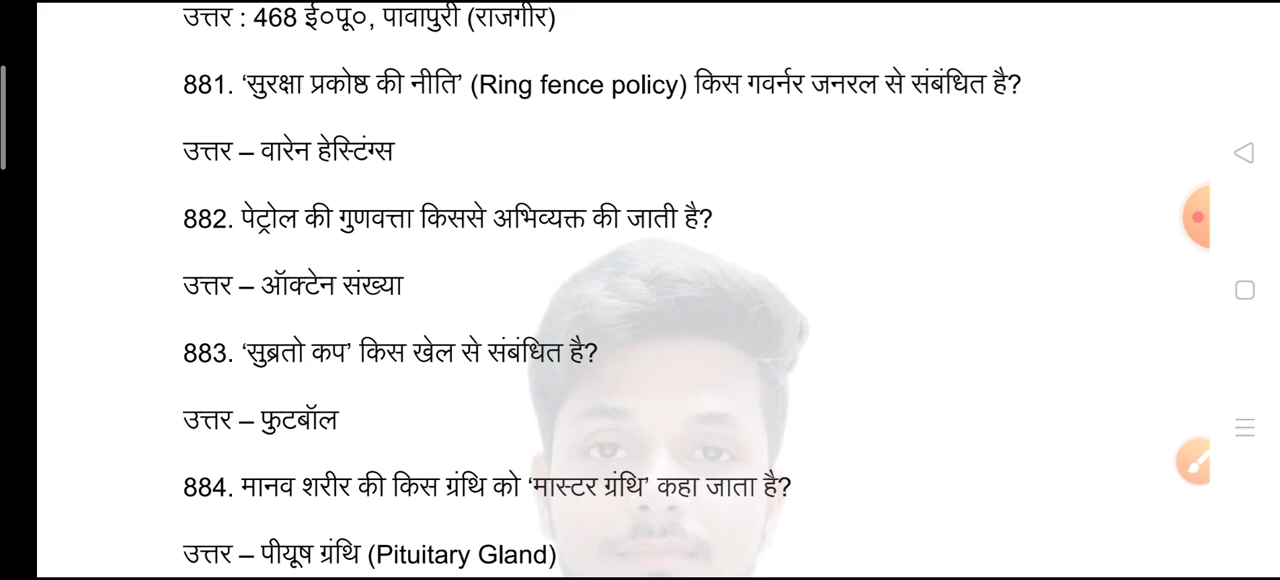 उत्तर : 468 ई०पू०, पावापुरी (राजगीर)
881. ‘सुरक्षा प्रकोष्ठ की नीति’ (Ring fence policy) किस गवर्नर जनरल से संबंधित है?
उत्तर – वारेन हेस्टिंग्स
882. पेट्रोल की गुणवत्ता किससे अभिव्यक्त की जाती है?
उत्तर – ऑक्टेन संख्या
883. ‘सुब्रतो कप’ किस खेल से संबंधित है?
उत्तर – फुटबॉल
884. मानव शरीर की किस ग्रंथि को ‘मास्टर ग्रंथि’ कहा जाता है?
उत्तर – पीयूष ग्रंथि (Pituitary Gland)